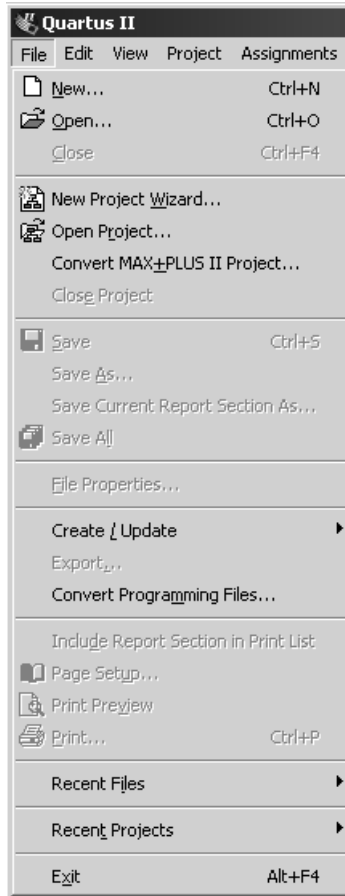 Quartus II
File Edit View Project Assignments
New... Ctrl+N
Open... Ctrl+O
Close Ctrl+F4
New Project Wizard...
Open Project...
Convert MAX+PLUS II Project...
Close Project
Save Ctrl+S
Save As...
Save Current Report Section As...
Save All
File Properties...
Create / Update
Export...
Convert Programming Files...
Include Report Section in Print List
Page Setup...
Print Preview
Print... Ctrl+P
Recent Files
Recent Projects
Exit Alt+F4